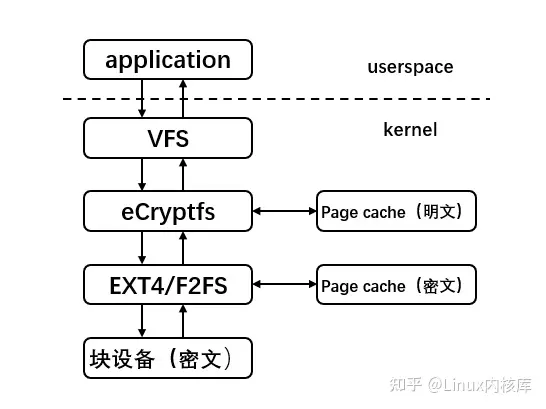 application
userspace
VFS
kernel
eCryptfs
Page cache（明文）
EXT4/F2FS
Page cache（密文）
块设备（密文）
知乎 @Linux内核库